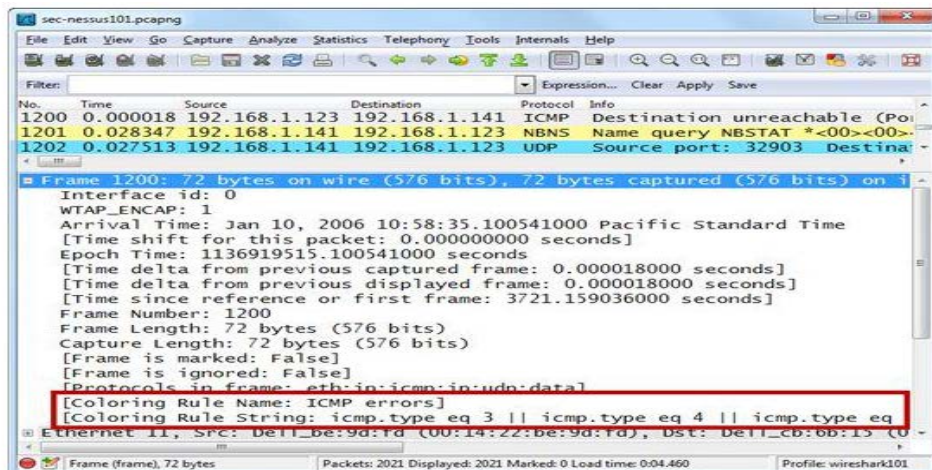 sec-nessus101.pcapng
File Edit View Go Capture Analyze Statistics Telephony Tools Internals Help
Filter: Expression... Clear Apply Save
No. Time Source Destination Protocol Info
1200 0.000018 192.168.1.123 192.168.1.141 ICMP Destination unreachable (Po
1201 0.028347 192.168.1.141 192.168.1.123 NBNS Name query NBSTAT *<00><00>
1202 0.027513 192.168.1.141 192.168.1.123 UDP Source port: 32903 Destina
Frame 1200: 72 bytes on wire (576 bits), 72 bytes captured (576 bits) on i
Interface id: 0
WTAP_ENCAP: 1
Arrival Time: Jan 10, 2006 10:58:35.100541000 Pacific Standard Time
[Time shift for this packet: 0.000000000 seconds]
Epoch Time: 1136919515.100541000 seconds
[Time delta from previous captured frame: 0.000018000 seconds]
[Time delta from previous displayed frame: 0.000018000 seconds]
[Time since reference or first frame: 3721.159036000 seconds]
Frame Number: 1200
Frame Length: 72 bytes (576 bits)
Capture Length: 72 bytes (576 bits)
[Frame is marked: False]
[Frame is ignored: False]
[Protocols in frame: eth:ip:icmp:ip:udp:data]
[Coloring Rule Name: ICMP errors]
[Coloring Rule String: icmp.type eq 3 || icmp.type eq 4 || icmp.type eq
Ethernet II, Src: Dell_be:9d:fd (00:14:22:be:9d:fd), Dst: Dell_cb:6b:15 (0
Frame (frame), 72 bytes Packets: 2021 Displayed: 2021 Marked: 0 Load time: 0:04.460 Profile: wireshark101